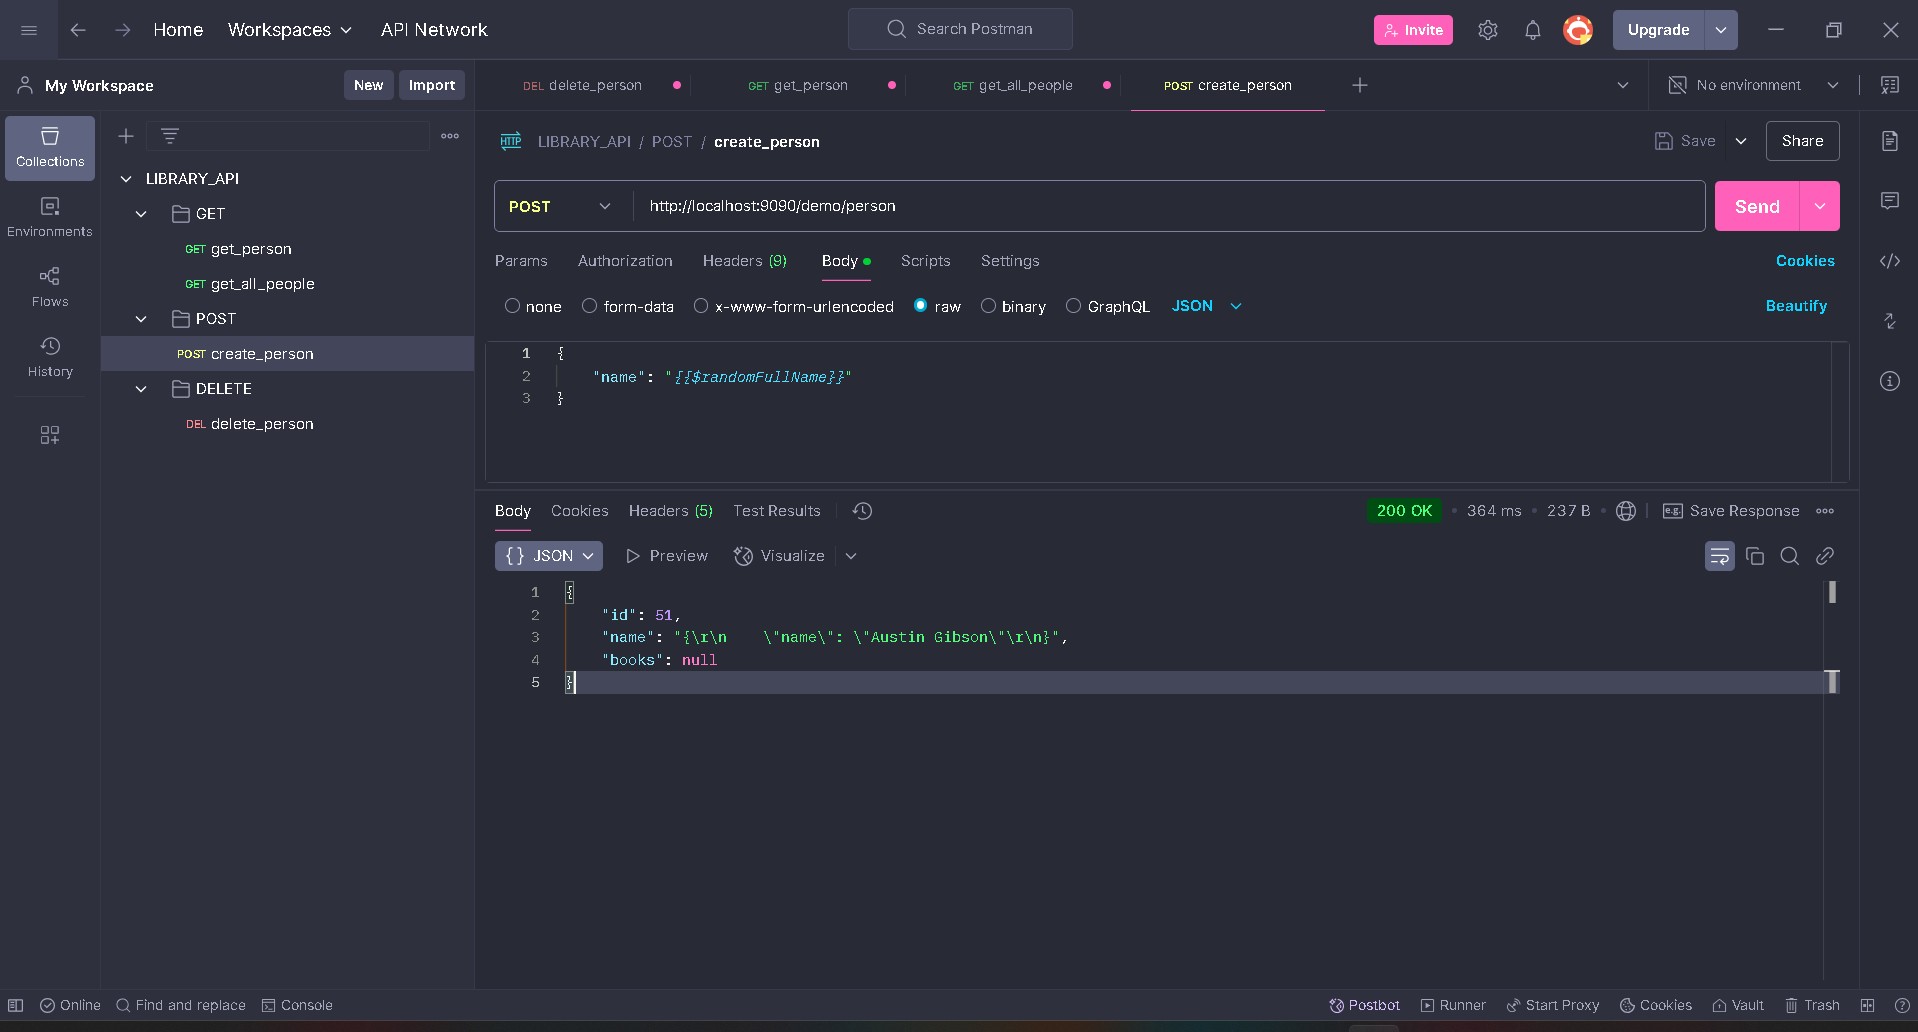 Home Workspaces API Network Search Postman Invite Upgrade
My Workspace New Import DEL delete_person GET get_person GET get_all_people POST create_person No environment
Collections
Environments
Flows
History
LIBRARY_API
GET
GET get_person
GET get_all_people
POST
POST create_person
DELETE
DEL delete_person
HTTP LIBRARY_API / POST / create_person Save Share
POST http://localhost:9090/demo/person Send
Params Authorization Headers (9) Body Scripts Settings Cookies
none form-data x-www-form-urlencoded raw binary GraphQL JSON Beautify
1 {
2 "name": "{{$randomFullName}}"
3 }
Body Cookies Headers (5) Test Results 200 OK • 364 ms • 237 B • e.g. Save Response
{} JSON Preview Visualize
1 {
2 "id": 51,
3 "name": "{\r\n    \"name\": \"Austin Gibson\"\r\n}",
4 "books": null
5 }
Online Find and replace Console Postbot Runner Start Proxy Cookies Vault Trash